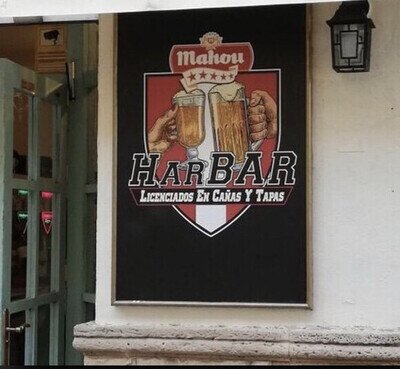 Mahou
HARBAR
LICENCIADOS EN CAÑAS Y TAPAS